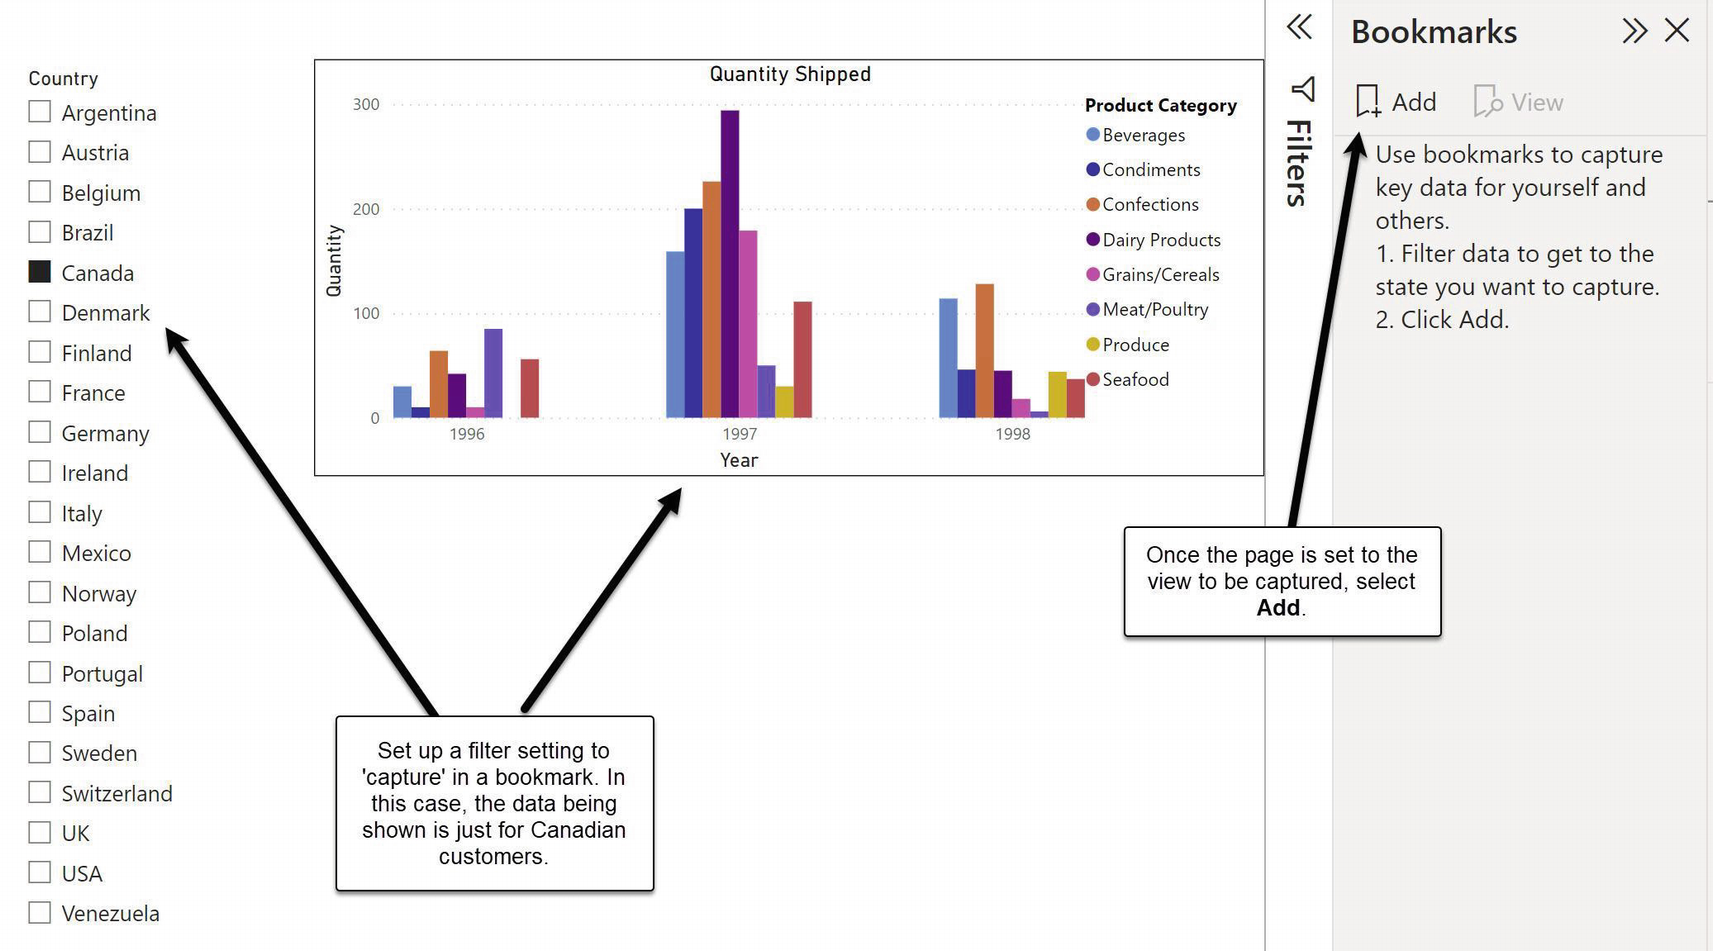 Country
Argentina
Austria
Belgium
Brazil
Canada
Denmark
Finland
France
Germany
Ireland
Italy
Mexico
Norway
Poland
Portugal
Spain
Sweden
Switzerland
UK
USA
Venezuela
Quantity Shipped
Quantity
300
200
100
0
1996
1997
1998
Year
Product Category
Beverages
Condiments
Confections
Dairy Products
Grains/Cereals
Meat/Poultry
Produce
Seafood
Set up a filter setting to
'capture' in a bookmark. In
this case, the data being
shown is just for Canadian
customers.
Filters
Bookmarks
Add
View
Use bookmarks to capture
key data for yourself and
others.
1. Filter data to get to the
state you want to capture.
2. Click Add.
Once the page is set to the
view to be captured, select
Add.